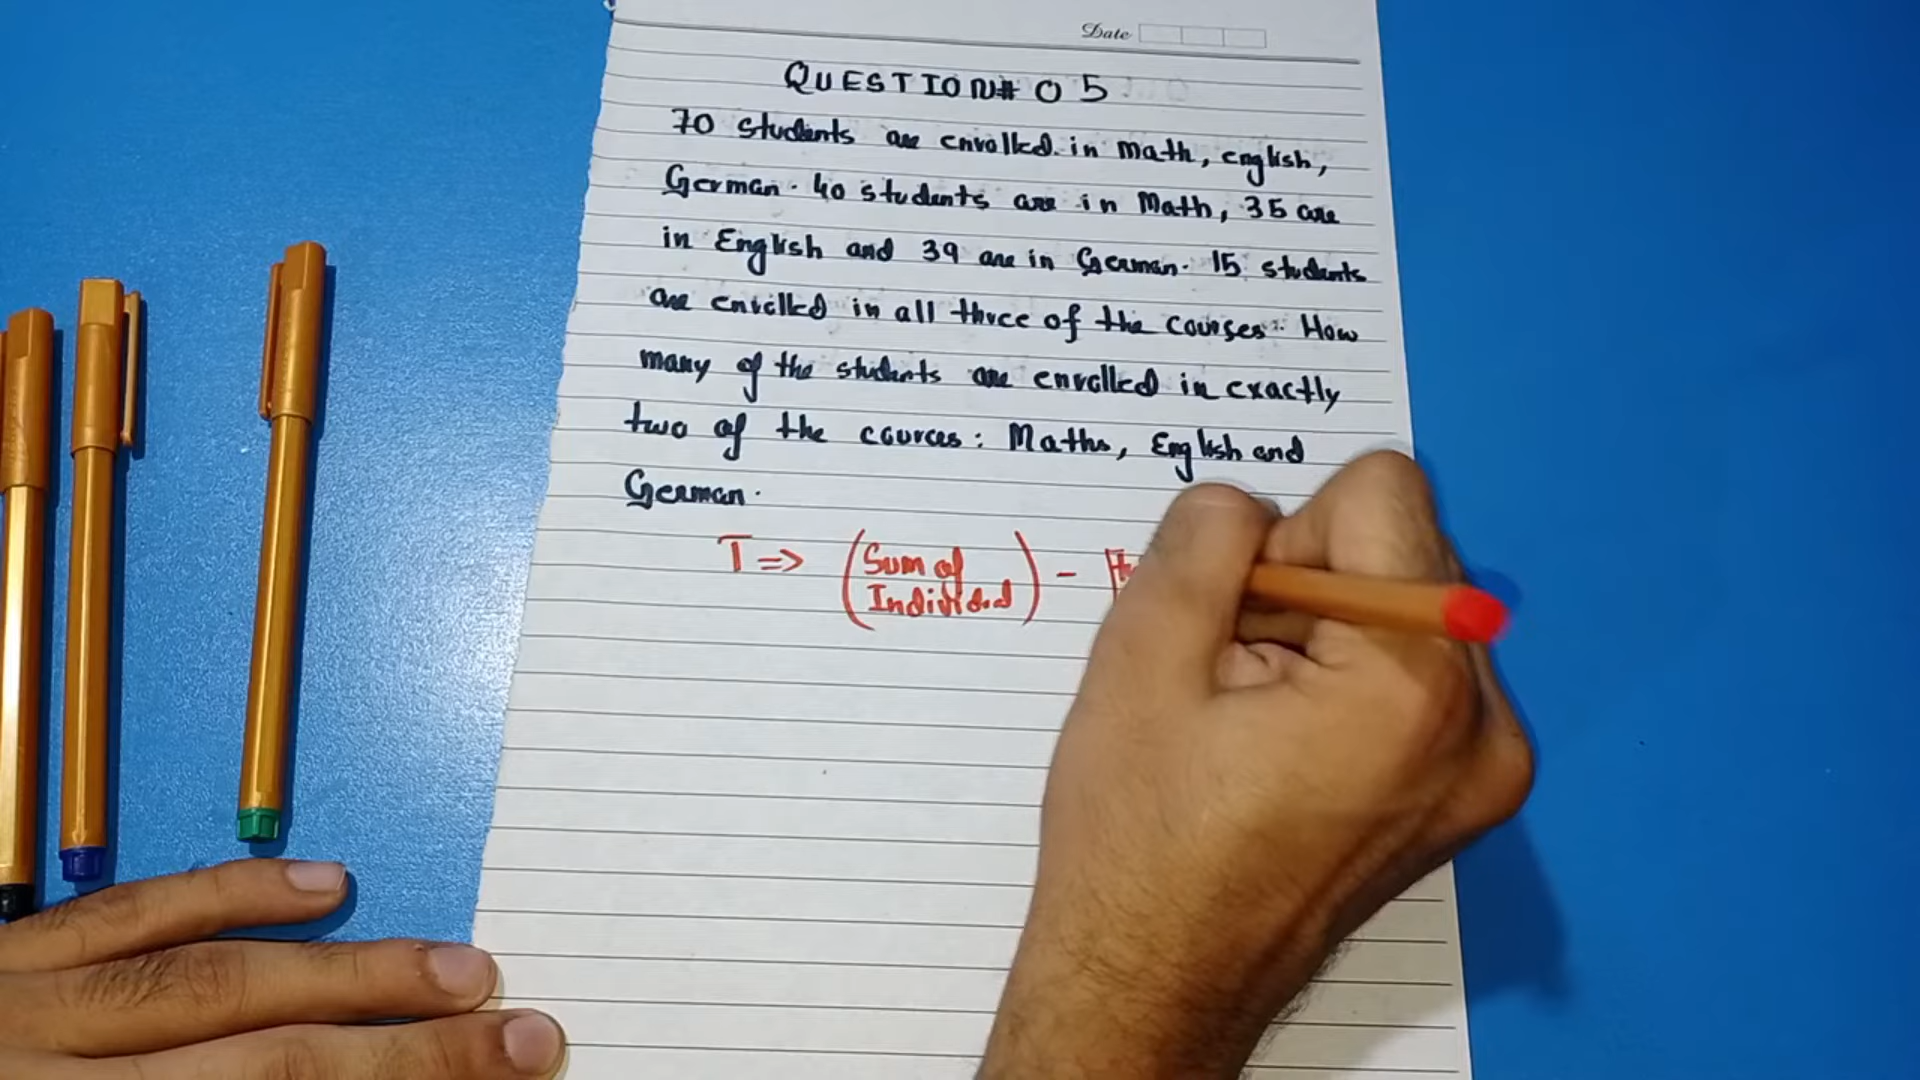 Date
QUESTION# 05
70 students are enrolled in math, english,
German. 40 students are in Math, 35 are
in English and 39 are in German. 15 students
are enrolled in all three of the courses. How
many of the students are enrolled in exactly
two of the cources: Maths, English and
German.
T => (Sum of -
Individual)